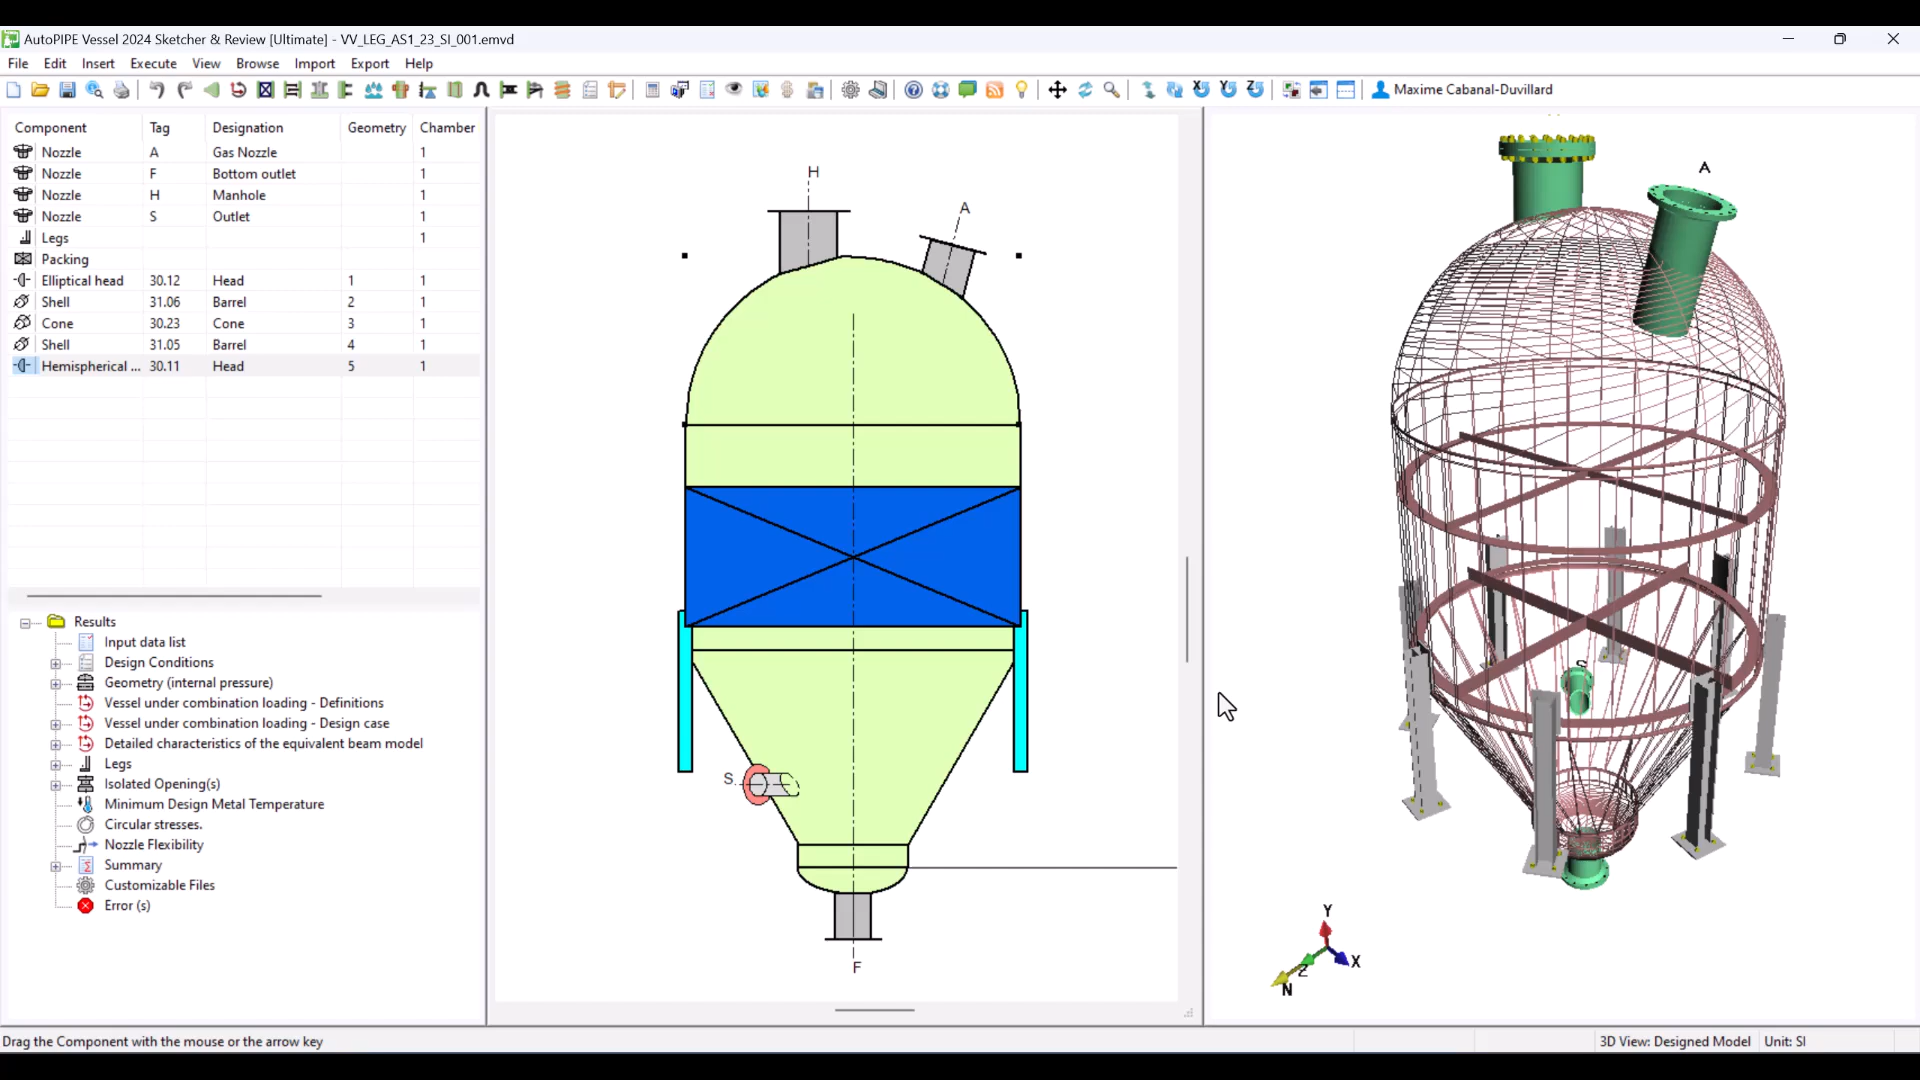 AutoPIPE Vessel 2024 Sketcher & Review [Ultimate] - VV_LEG_AS1_23_SI_001.emvd
File Edit Insert Execute View Browse Import Export Help
Maxime Cabanal-Duvillard
Component Tag Designation Geometry Chamber
Nozzle A Gas Nozzle 1
Nozzle F Bottom outlet 1
Nozzle H Manhole 1
Nozzle S Outlet 1
Legs 1
Packing
Elliptical head 30.12 Head 1 1
Shell 31.06 Barrel 2 1
Cone 30.23 Cone 3 1
Shell 31.05 Barrel 4 1
Hemispherical ... 30.11 Head 5 1
Results
Input data list
Design Conditions
Geometry (internal pressure)
Vessel under combination loading - Definitions
Vessel under combination loading - Design case
Detailed characteristics of the equivalent beam model
Legs
Isolated Opening(s)
Minimum Design Metal Temperature
Circular stresses.
Nozzle Flexibility
Summary
Customizable Files
Error (s)
H
A
S
F
A
S
Y
X
Z
N
Drag the Component with the mouse or the arrow key
3D View: Designed Model Unit: SI